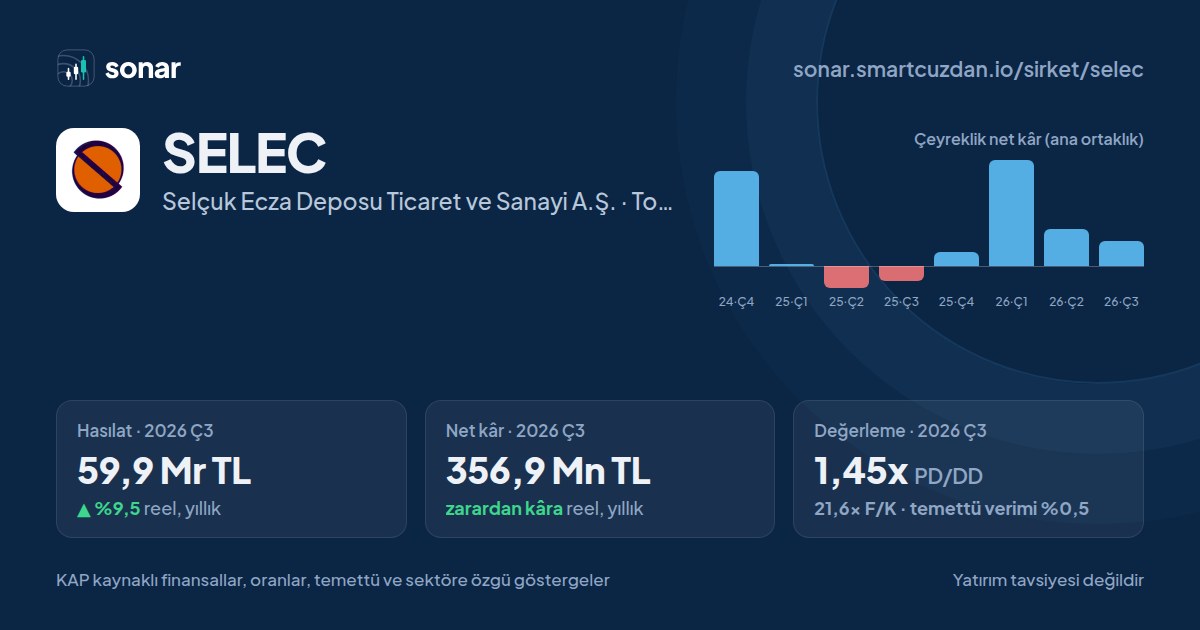 sonar
sonar.smartcuzdan.io/sirket/selec
SELEC
Selçuk Ecza Deposu Ticaret ve Sanayi A.Ş. · To...
Çeyreklik net kâr (ana ortaklık)
24·Ç4 25·Ç1 25·Ç2 25·Ç3 25·Ç4 26·Ç1 26·Ç2 26·Ç3
Hasılat · 2026 Ç3
59,9 Mr TL
▲ %9,5 reel, yıllık
Net kâr · 2026 Ç3
356,9 Mn TL
zarardan kâra reel, yıllık
Değerleme · 2026 Ç3
1,45x PD/DD
21,6x F/K · temettü verimi %0,5
KAP kaynaklı finansallar, oranlar, temettü ve sektöre özgü göstergeler
Yatırım tavsiyesi değildir